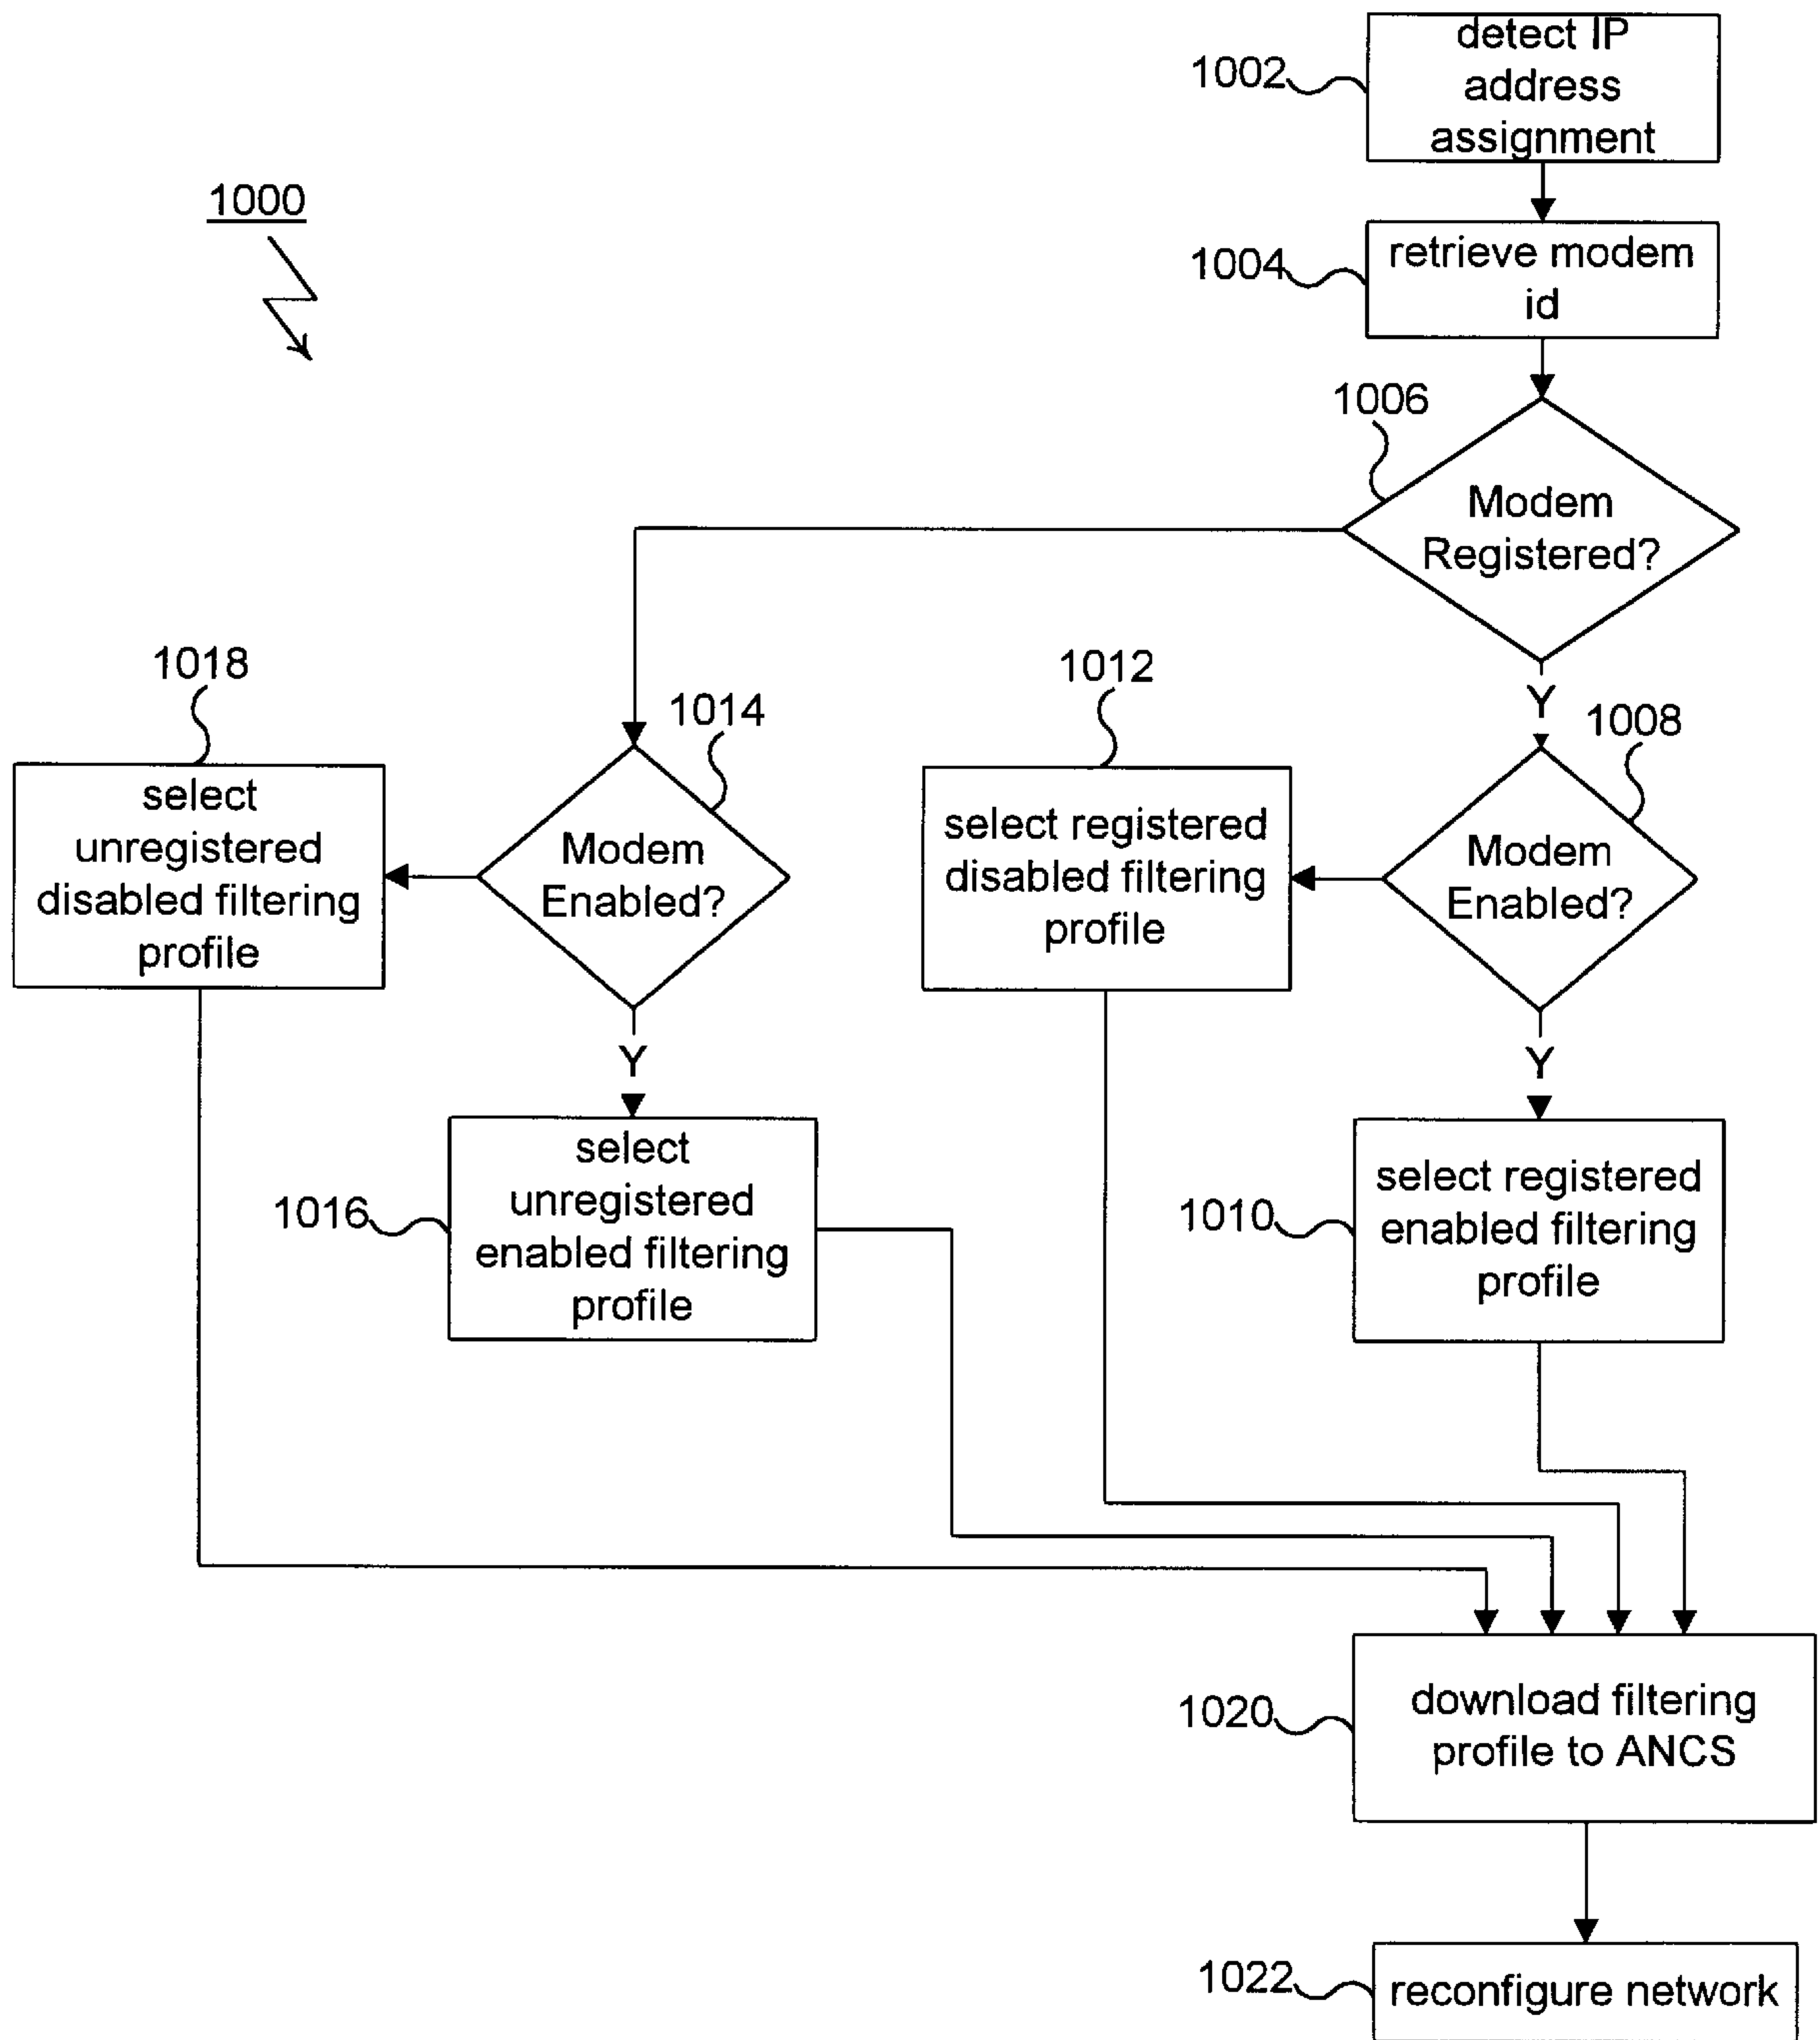 detect IP
address
assignment
1002
1000
retrieve modem
id
1004
1006
Modem
Registered?
Y
1018
1014
1012
1008
select
unregistered
disabled filtering
profile
Modem
Enabled?
select registered
disabled filtering
profile
Modem
Enabled?
Y
Y
1016
select
unregistered
enabled filtering
profile
1010
select registered
enabled filtering
profile
1020
download filtering
profile to ANCS
1022
reconfigure network